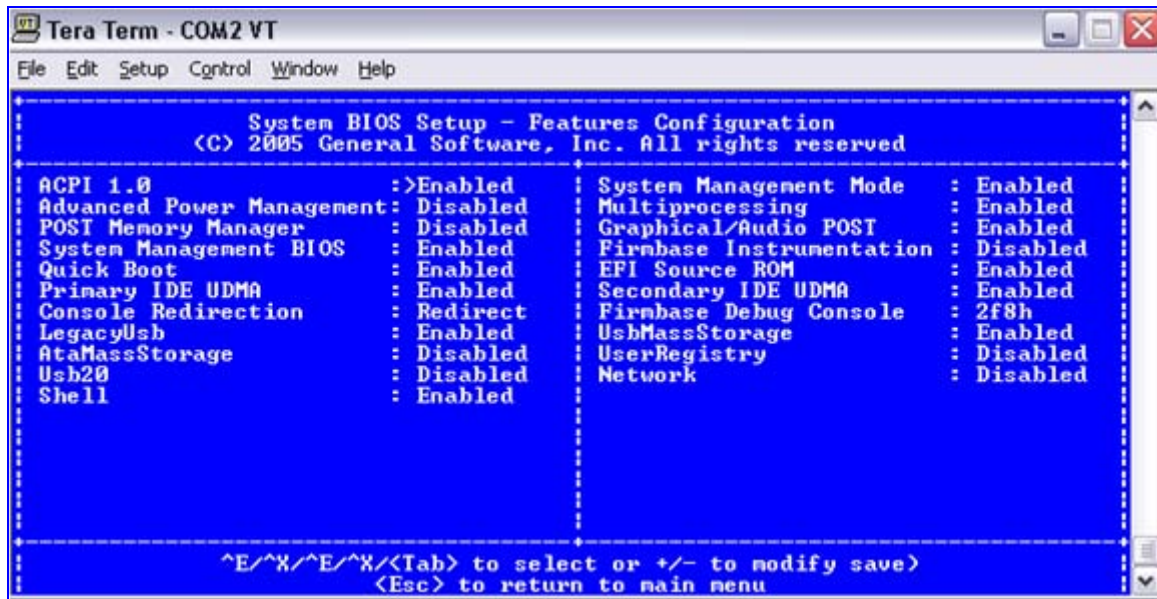 Tera Term - COM2 VT
File Edit Setup Control Window Help
System BIOS Setup - Features Configuration
(C) 2005 General Software, Inc. All rights reserved
ACPI 1.0 :>Enabled
Advanced Power Management: Disabled
POST Memory Manager : Disabled
System Management BIOS : Enabled
Quick Boot : Enabled
Primary IDE UDMA : Enabled
Console Redirection : Redirect
LegacyUsb : Enabled
AtaMassStorage : Disabled
Usb20 : Disabled
Shell : Enabled
System Management Mode : Enabled
Multiprocessing : Enabled
Graphical/Audio POST : Enabled
Firmbase Instrumentation : Disabled
EFI Source ROM : Enabled
Secondary IDE UDMA : Enabled
Firmbase Debug Console : 2f8h
UsbMassStorage : Enabled
UserRegistry : Disabled
Network : Disabled
^E/^X/^E/^X/<Tab> to select or +/- to modify save)
<Esc> to return to main menu